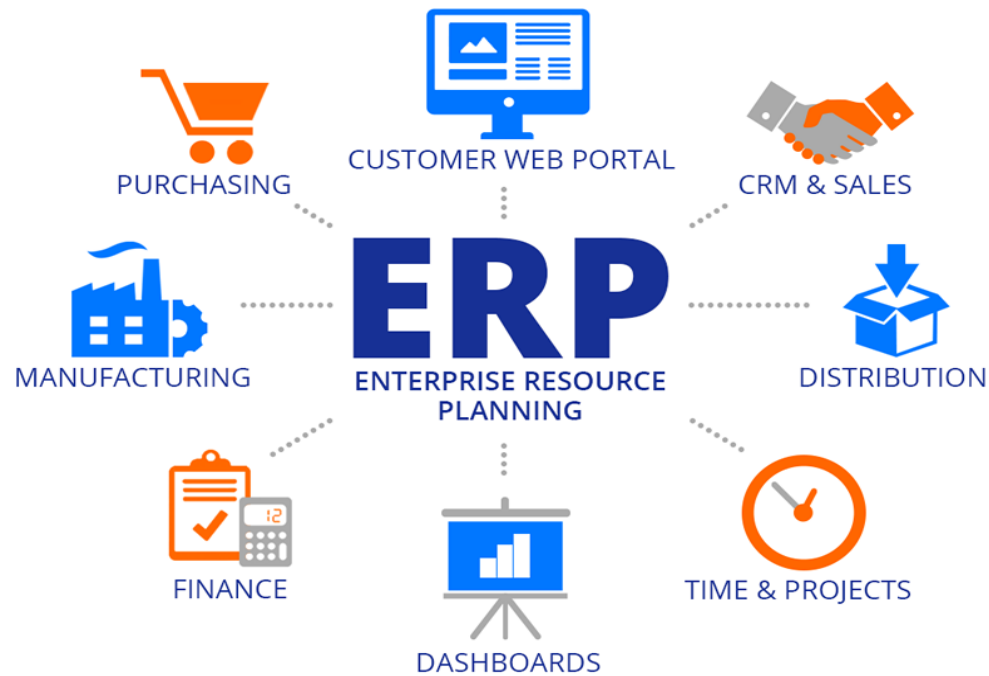 CUSTOMER WEB PORTAL
PURCHASING
CRM & SALES
ERP
ENTERPRISE RESOURCE
PLANNING
MANUFACTURING
DISTRIBUTION
12
FINANCE
TIME & PROJECTS
DASHBOARDS